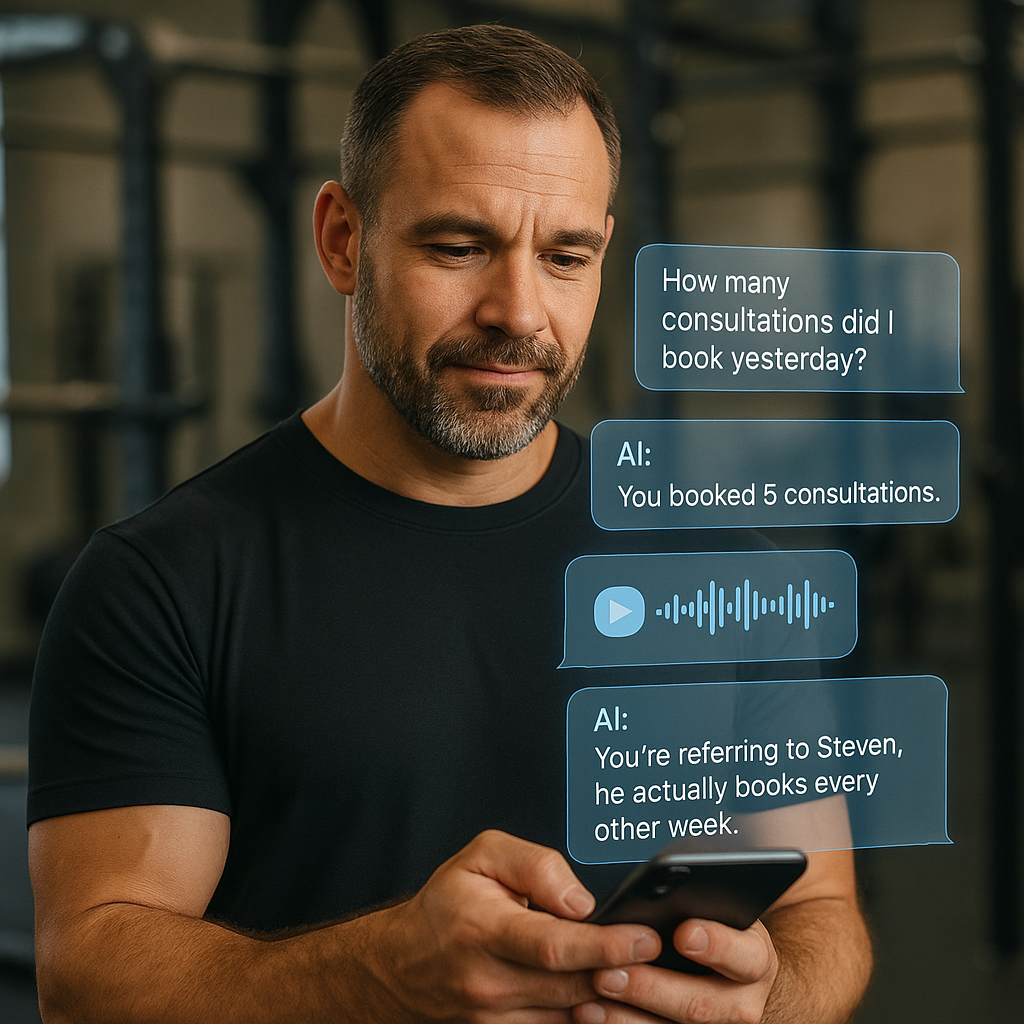 How many
consultations did I
book yesterday?
AI:
You booked 5 consultations.
AI:
You're referring to Steven,
he actually books every
other week.